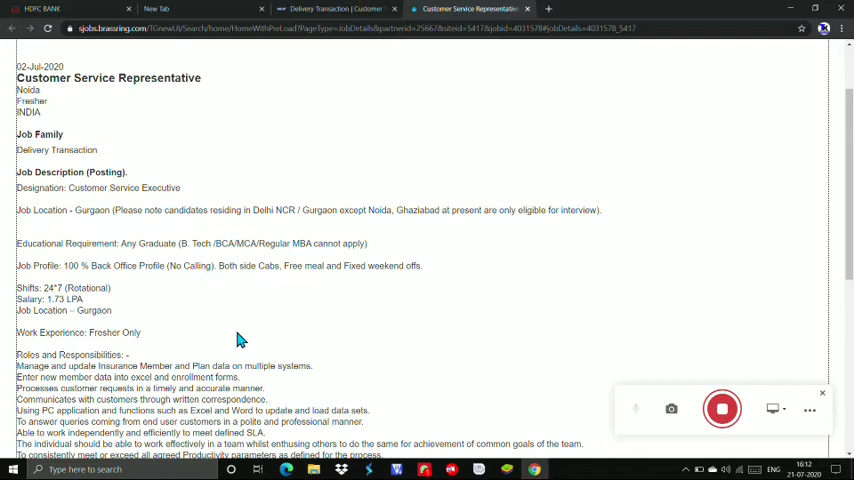 HDFC BANK
New Tab
Delivery Transaction | Customer
Customer Service Representative
sjobs.brassring.com/TGnewUI/Search/home/HomeWithPreLoad?PageType=JobDetails&partnerid=25667&siteid=5417&jobid=4031578#jobDetails=4031578_5417
02-Jul-2020
Customer Service Representative
Noida
Fresher
INDIA
Job Family
Delivery Transaction
Job Description (Posting).
Designation: Customer Service Executive
Job Location - Gurgaon (Please note candidates residing in Delhi NCR / Gurgaon except Noida, Ghaziabad at present are only eligible for interview).
Educational Requirement: Any Graduate (B. Tech /BCA/MCA/Regular MBA cannot apply)
Job Profile: 100 % Back Office Profile (No Calling). Both side Cabs, Free meal and Fixed weekend offs.
Shifts: 24*7 (Rotational)
Salary: 1.73 LPA
Job Location – Gurgaon
Work Experience: Fresher Only
Roles and Responsibilities: -
Manage and update Insurance Member and Plan data on multiple systems.
Enter new member data into excel and enrollment forms.
Processes customer requests in a timely and accurate manner.
Communicates with customers through written correspondence.
Using PC application and functions such as Excel and Word to update and load data sets.
To answer queries coming from end user customers in a polite and professional manner.
Able to work independently and efficiently to meet defined SLA.
The individual should be able to work effectively in a team whilst enthusing others to do the same for achievement of common goals of the team.
To consistently meet or exceed all agreed Productivity parameters as defined for the process.
Type here to search
ENG
16:12
21-07-2020